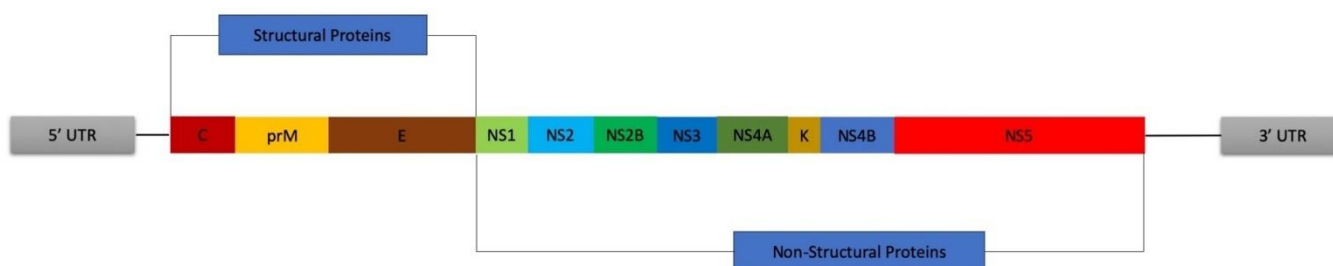 Structural Proteins
5' UTR
C
prM
E
NS1
NS2
NS2B
NS3
NS4A
K
NS4B
NS5
3' UTR
Non-Structural Proteins